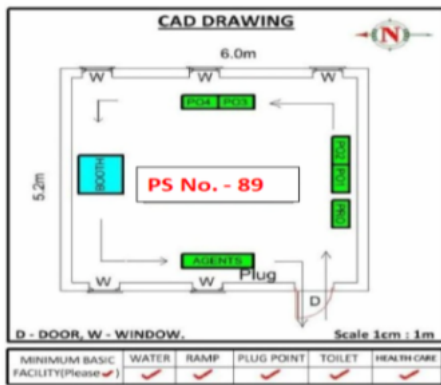 CAD DRAWING
N
6.0m
W W W
PO4 PO3
5.2m
BOOTH
PO2
PO1
PRO
PS No. - 89
AGENTS
Plug
W W
D
D - DOOR, W - WINDOW.
Scale 1cm : 1m
MINIMUM BASIC FACILITY(Please ✓) WATER RAMP PLUG POINT TOILET HEALTH CARE
✓ ✓ ✓ ✓ ✓